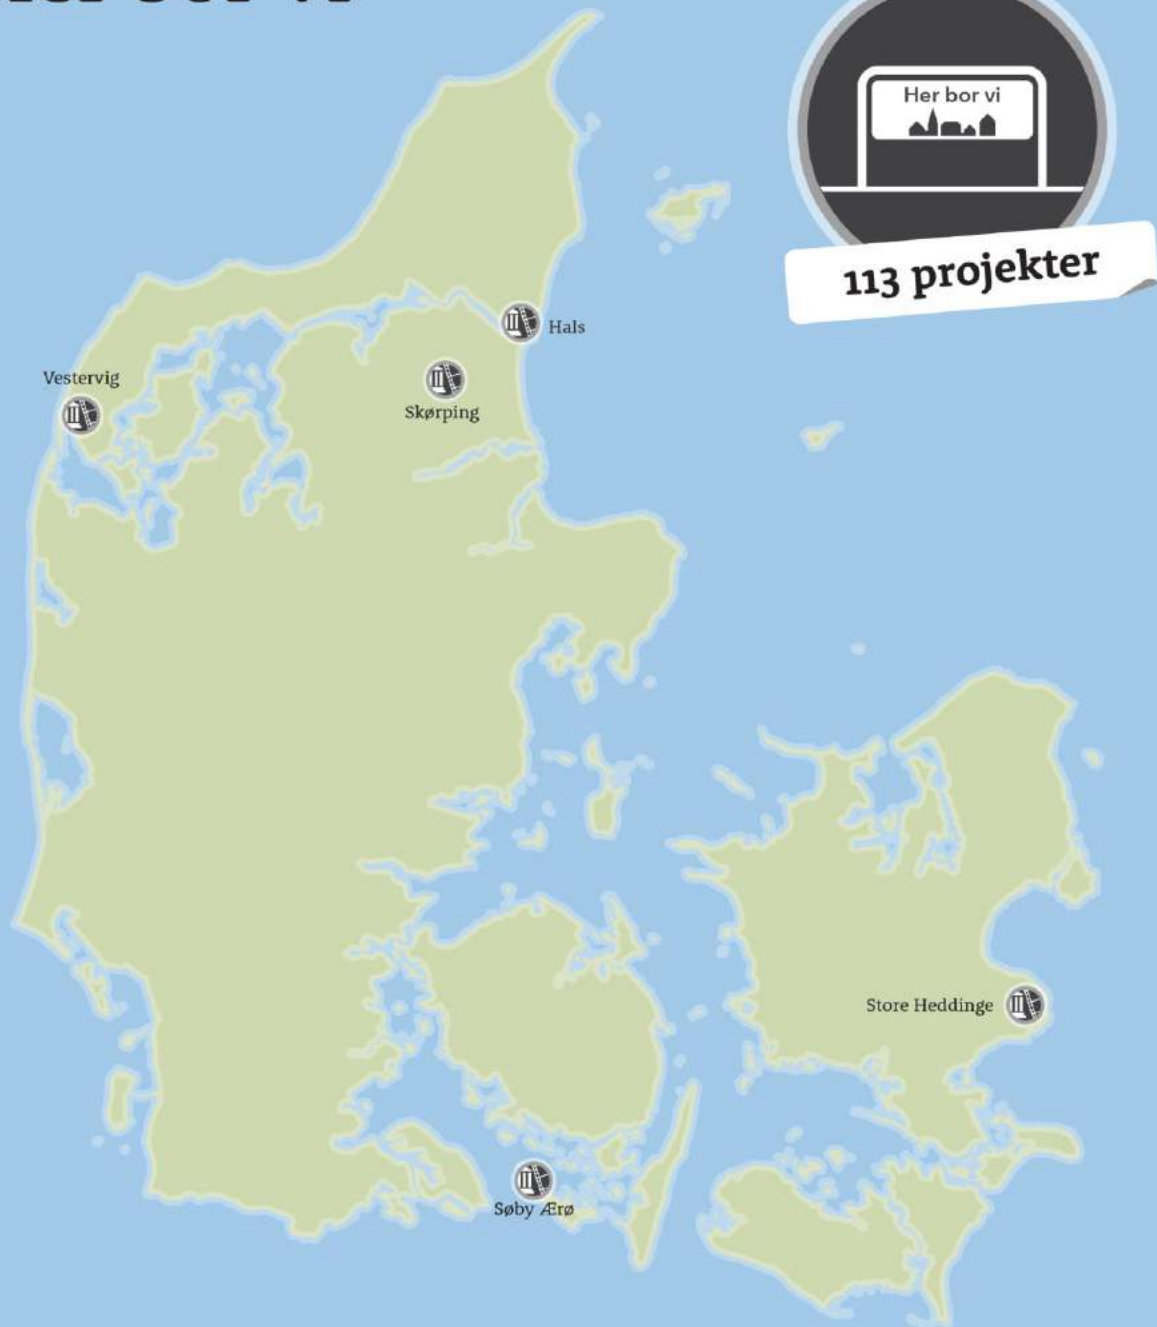 Her bor vi
113 projekter
Hals
Vestervig
Skørping
Store Heddinge
Søby Ærø